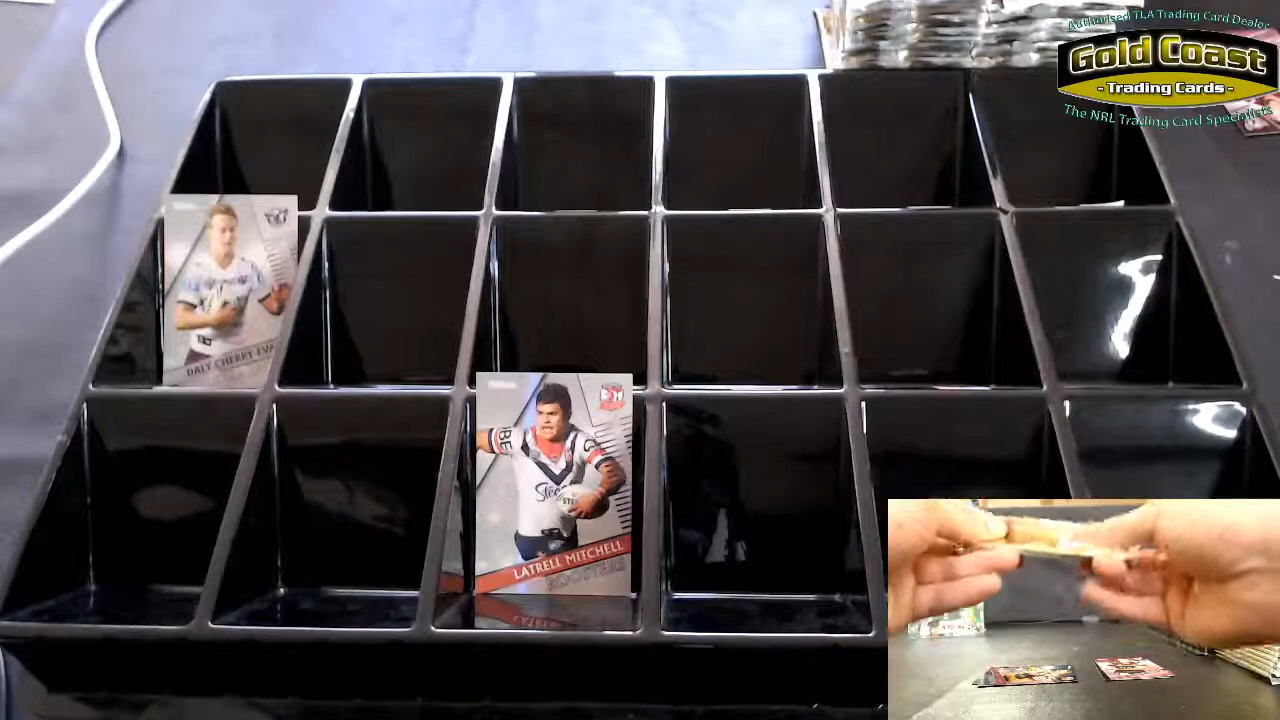 Authorised TLA Trading Card Dealer
Gold Coast
- Trading Cards -
The NRL Trading Card Specialists
DALY CHERRY-EVA
LATRELL MITCHELL
ROOSTERS